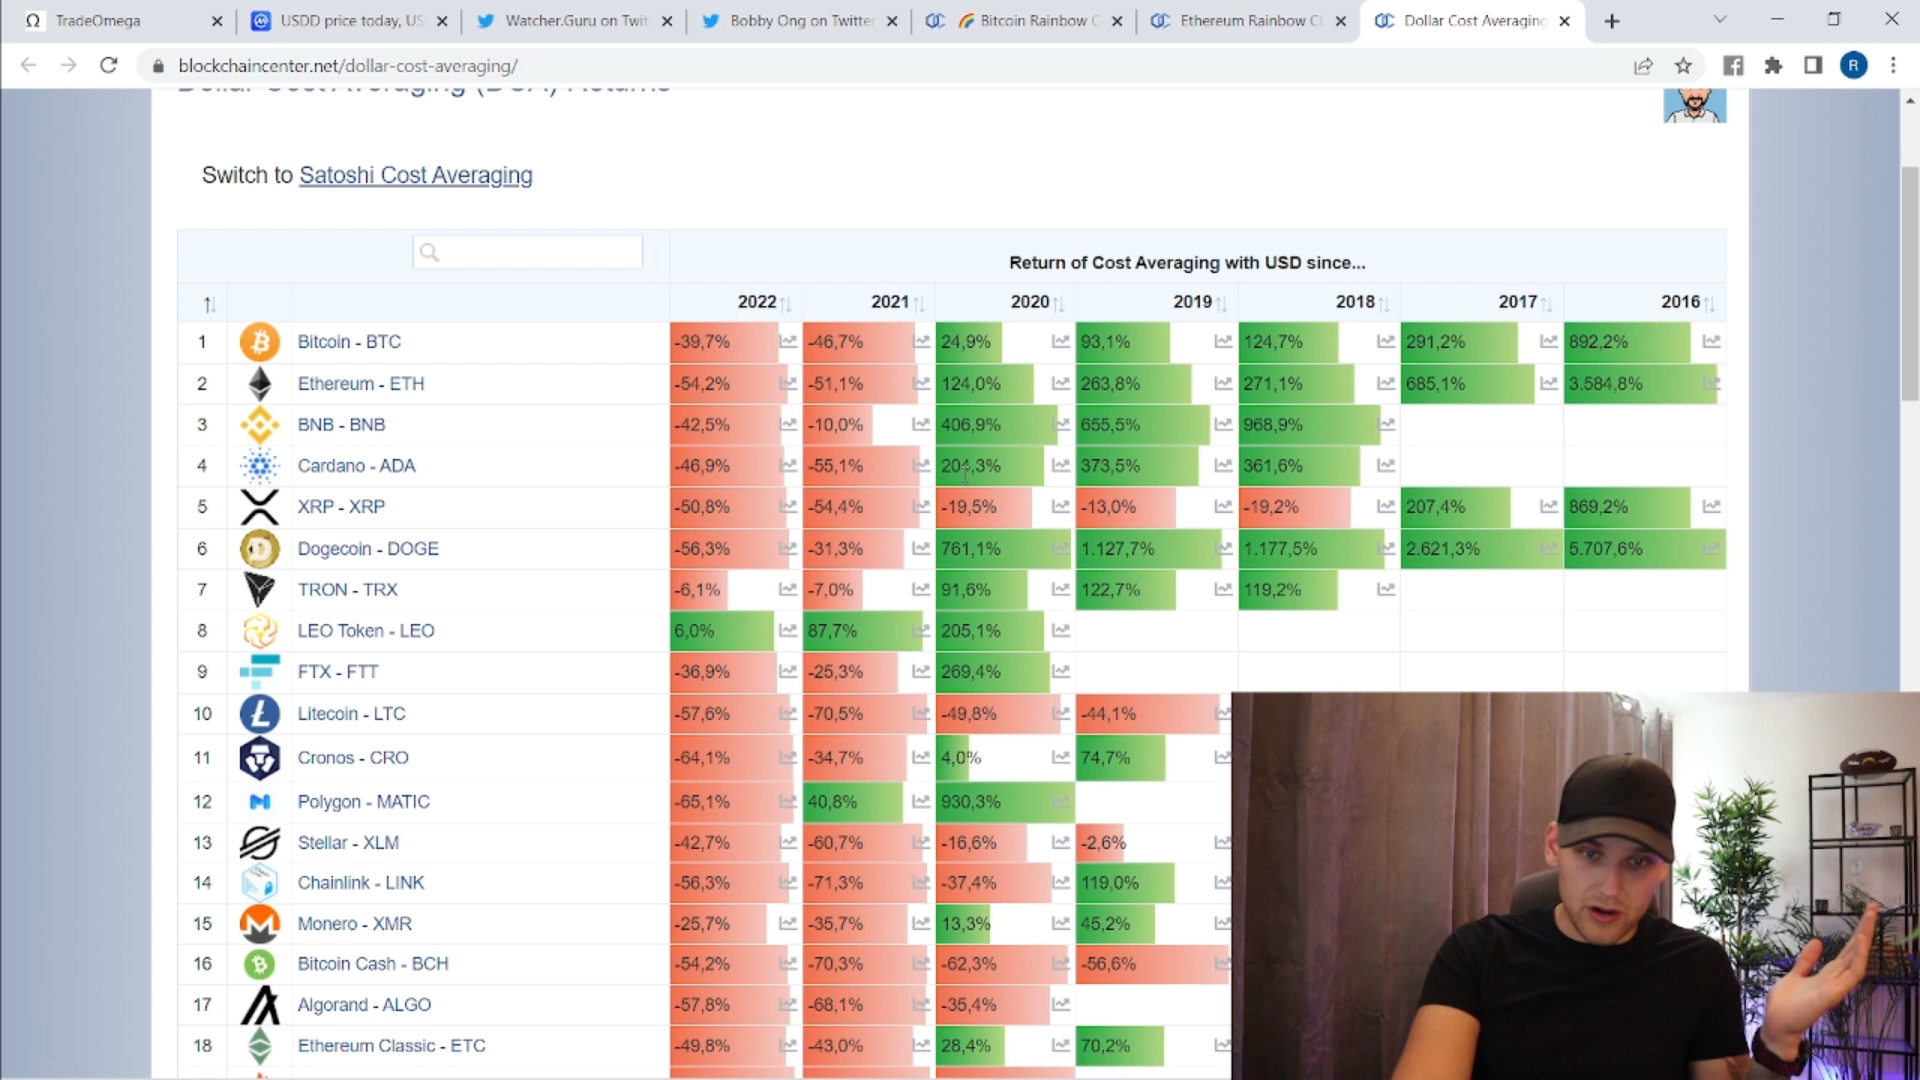 TradeOmega
USDD price today, US
Watcher.Guru on Twit
Bobby Ong on Twitter
Bitcoin Rainbow C
Ethereum Rainbow C
Dollar Cost Averaging
blockchaincenter.net/dollar-cost-averaging/
R
Dollar Cost Averaging (DCA) Returns
Switch to Satoshi Cost Averaging
Return of Cost Averaging with USD since...
2022 2021 2020 2019 2018 2017 2016
1 Bitcoin - BTC -39,7% -46,7% 24,9% 93,1% 124,7% 291,2% 892,2%
2 Ethereum - ETH -54,2% -51,1% 124,0% 263,8% 271,1% 685,1% 3.584,8%
3 BNB - BNB -42,5% -10,0% 406,9% 655,5% 968,9%
4 Cardano - ADA -46,9% -55,1% 204,3% 373,5% 361,6%
5 XRP - XRP -50,8% -54,4% -19,5% -13,0% -19,2% 207,4% 869,2%
6 Dogecoin - DOGE -56,3% -31,3% 761,1% 1.127,7% 1.177,5% 2.621,3% 5.707,6%
7 TRON - TRX -6,1% -7,0% 91,6% 122,7% 119,2%
8 LEO Token - LEO 6,0% 87,7% 205,1%
9 FTX - FTT -36,9% -25,3% 269,4%
10 Litecoin - LTC -57,6% -70,5% -49,8% -44,1%
11 Cronos - CRO -64,1% -34,7% 4,0% 74,7%
12 Polygon - MATIC -65,1% 40,8% 930,3%
13 Stellar - XLM -42,7% -60,7% -16,6% -2,6%
14 Chainlink - LINK -56,3% -71,3% -37,4% 119,0%
15 Monero - XMR -25,7% -35,7% 13,3% 45,2%
16 Bitcoin Cash - BCH -54,2% -70,3% -62,3% -56,6%
17 Algorand - ALGO -57,8% -68,1% -35,4%
18 Ethereum Classic - ETC -49,8% -43,0% 28,4% 70,2%